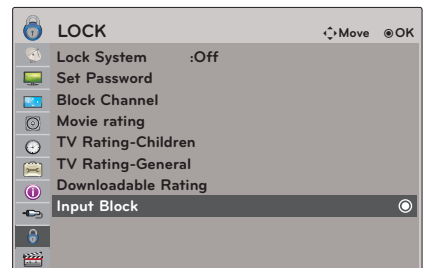 LOCK Move OK
Lock System :Off
Set Password
Block Channel
Movie rating
TV Rating-Children
TV Rating-General
Downloadable Rating
Input Block